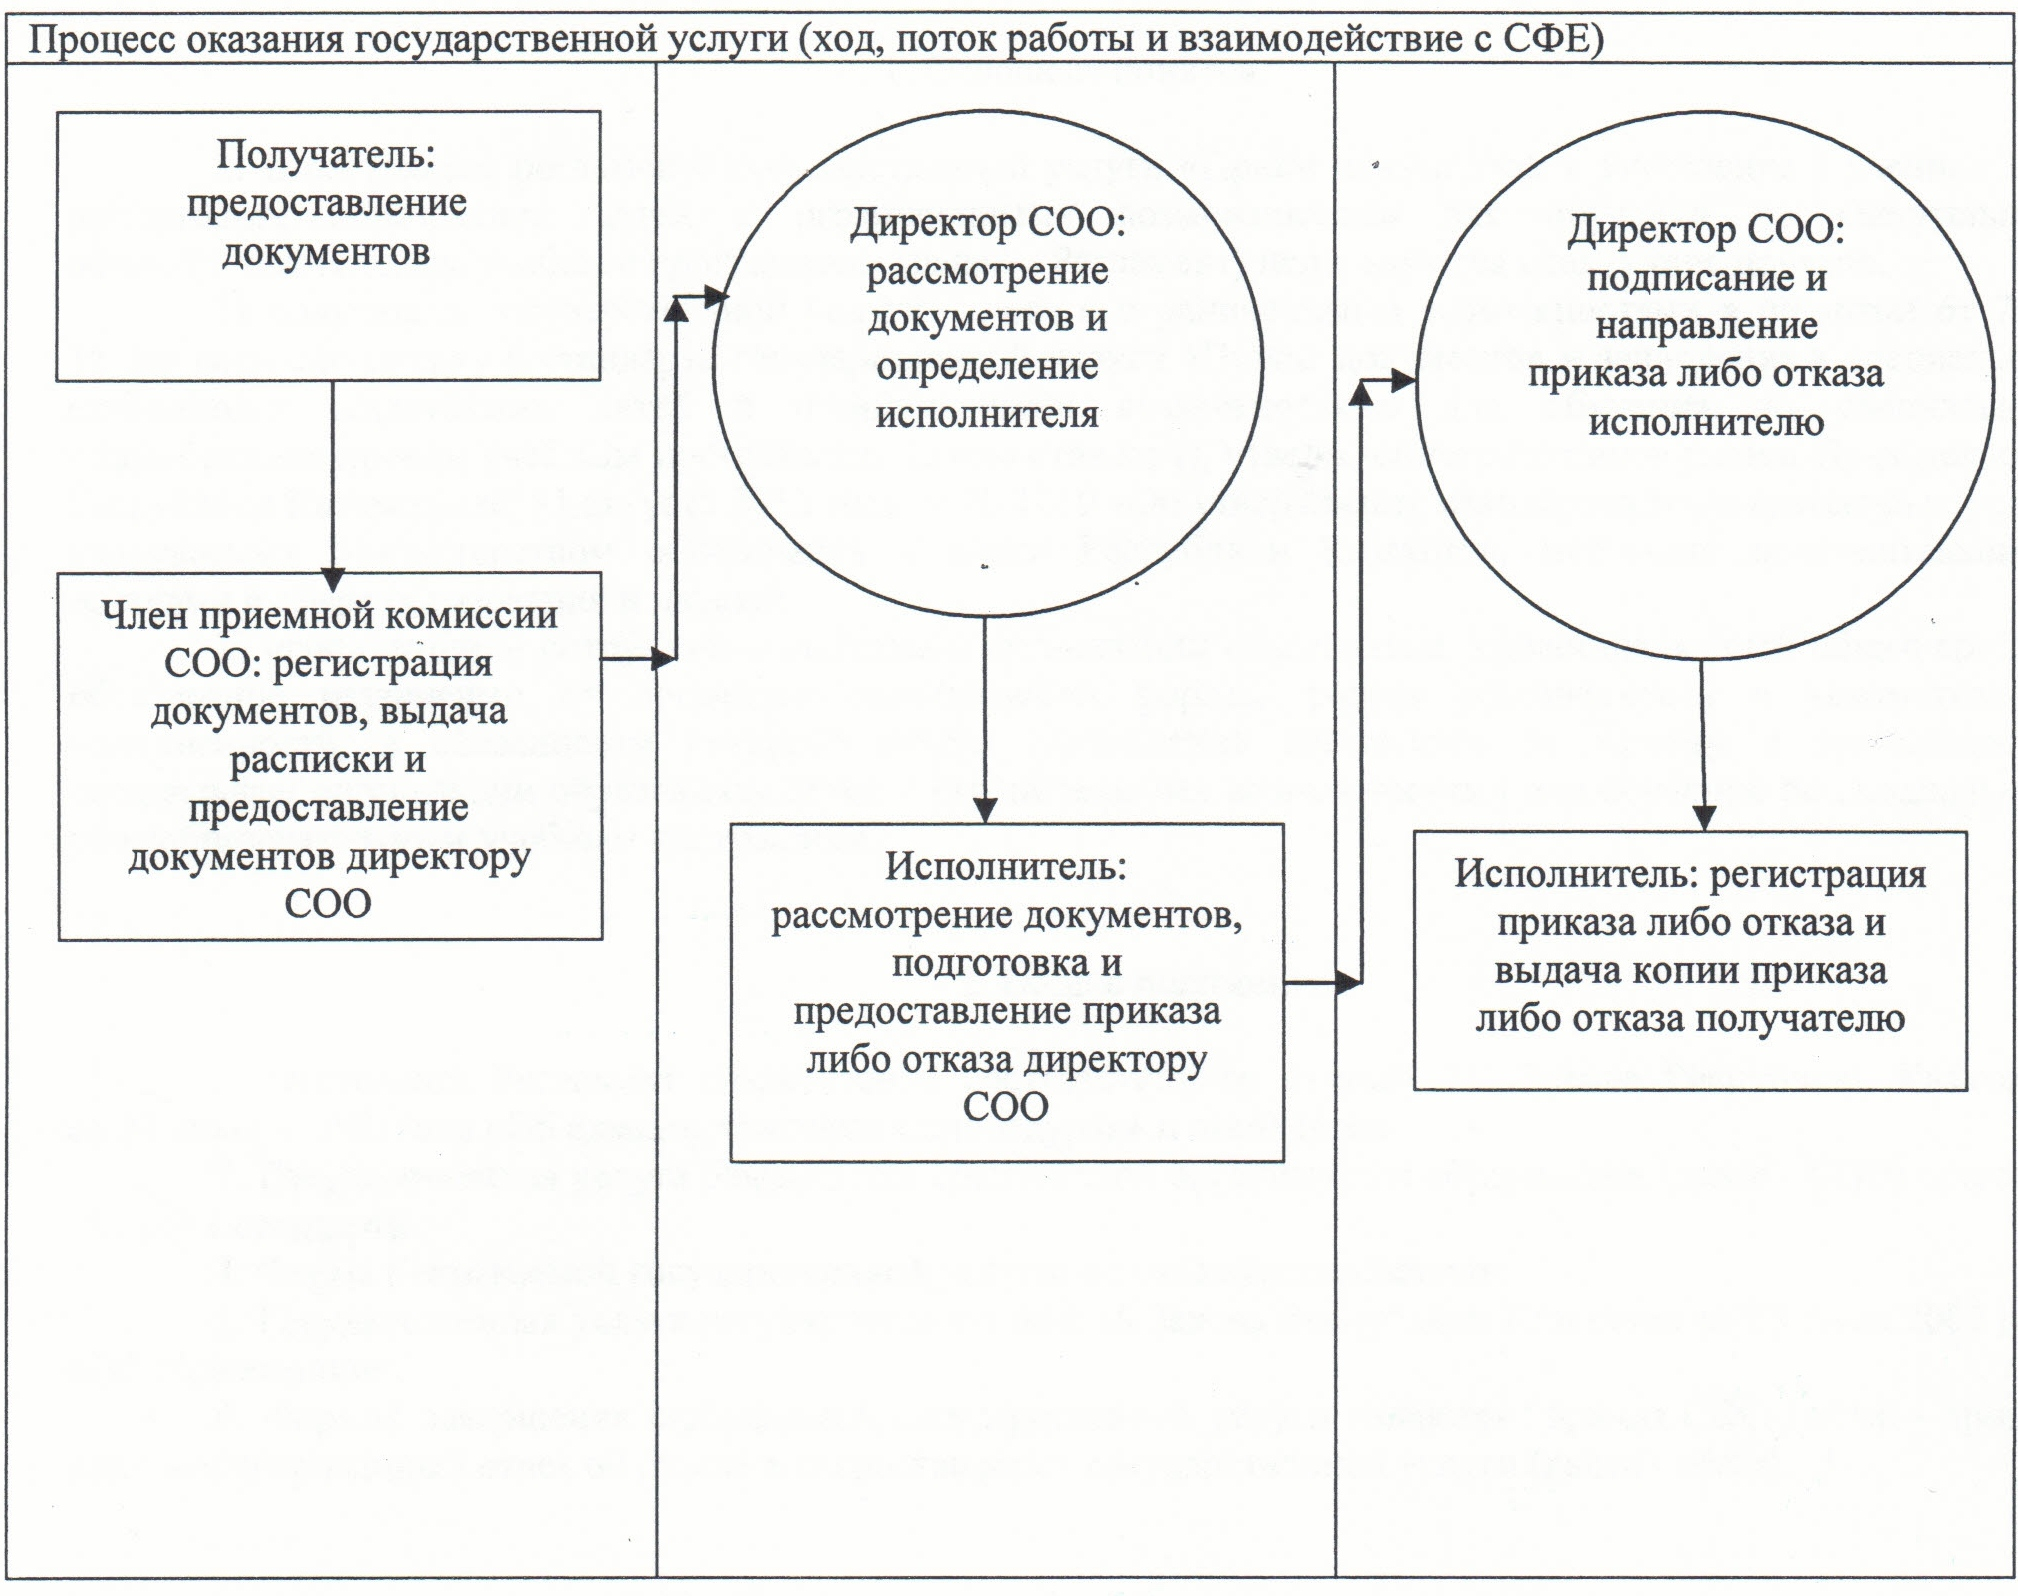 Процесс оказания государственной услуги (ход, поток работы и взаимодействие с СФЕ)
Получатель:
предоставление
документов
Член приемной комиссии
СОО: регистрация
документов, выдача
расписки и
предоставление
документов директору
СОО
Директор СОО:
рассмотрение
документов и
определение
исполнителя
Исполнитель:
рассмотрение документов,
подготовка и
предоставление приказа
либо отказа директору
СОО
Директор СОО:
подписание и
направление
приказа либо отказа
исполнителю
Исполнитель: регистрация
приказа либо отказа и
выдача копии приказа
либо отказа получателю